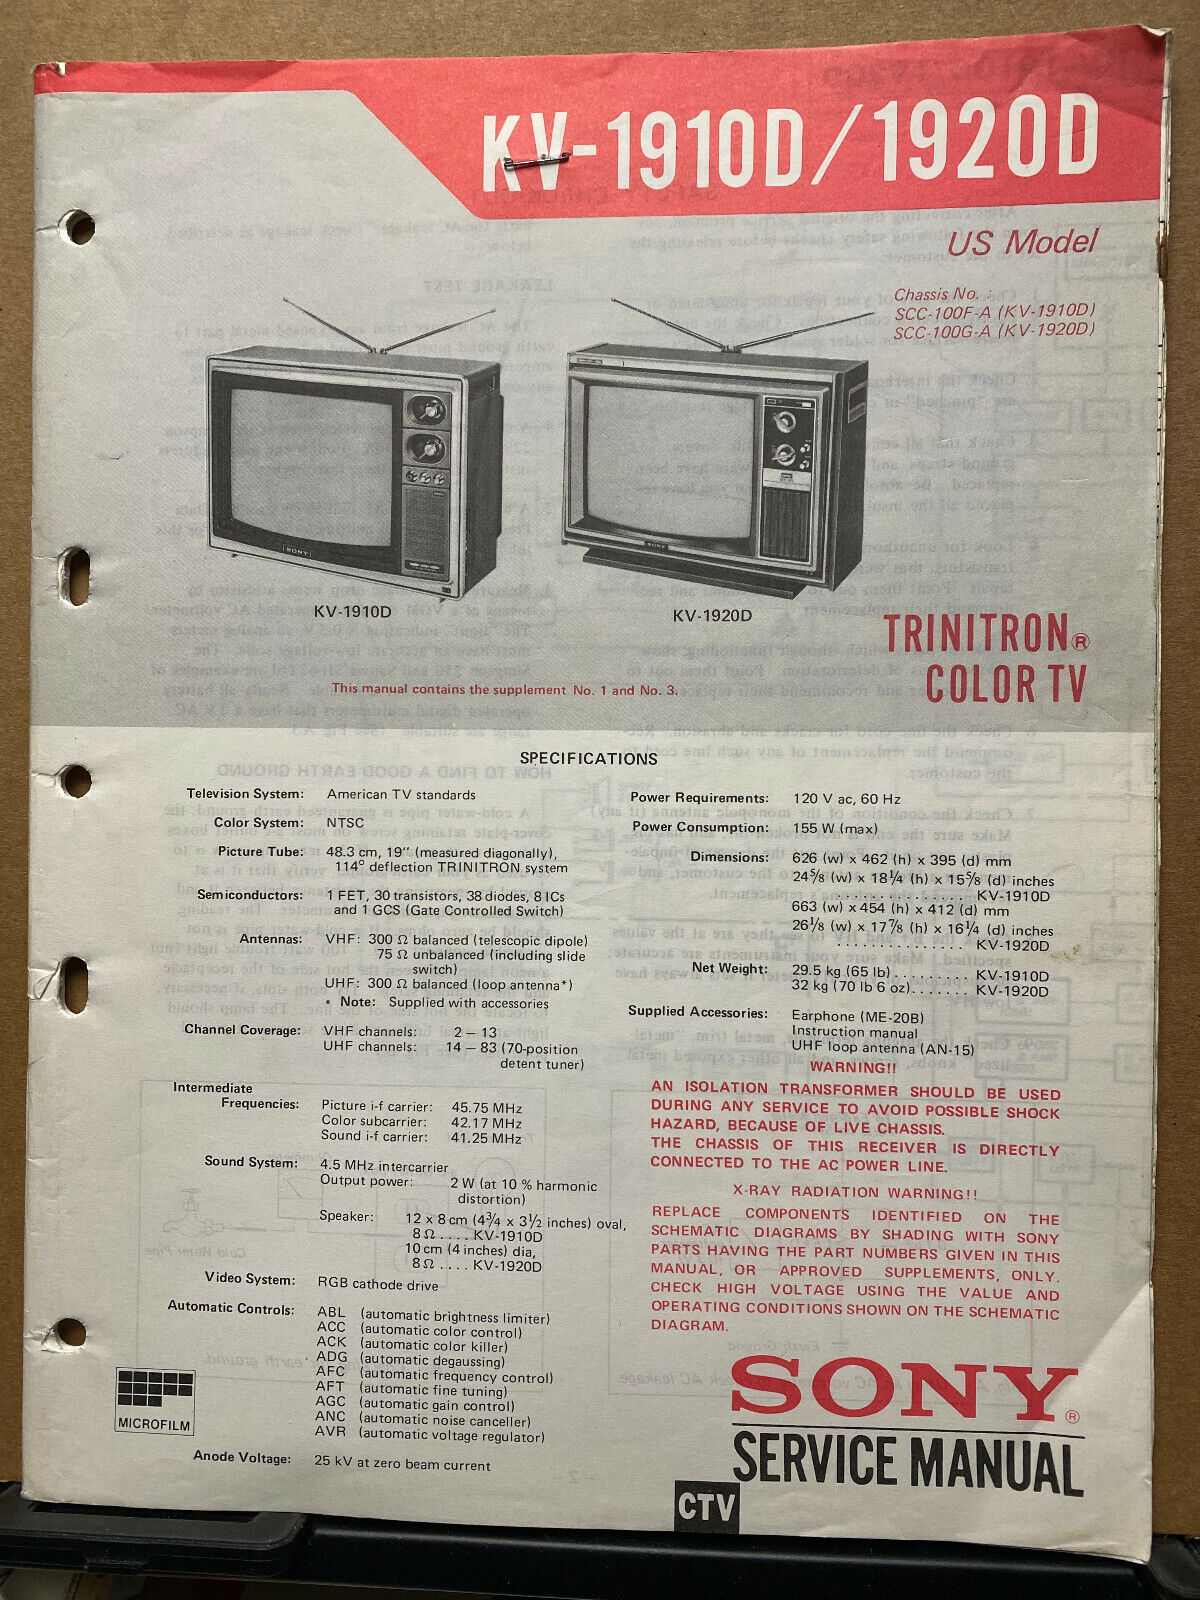 KV-1910D/1920D
US Model
Chassis No. :
SCC-100F-A (KV-1910D)
SCC-100G-A (KV-1920D)
SONY
SONY
KV-1910D
KV-1920D
TRINITRON®
COLOR TV
This manual contains the supplement No. 1 and No. 3.
SPECIFICATIONS
Television System: American TV standards
Color System: NTSC
Picture Tube: 48.3 cm, 19" (measured diagonally),
114° deflection TRINITRON system
Semiconductors: 1 FET, 30 transistors, 38 diodes, 8 ICs
and 1 GCS (Gate Controlled Switch)
Antennas: VHF: 300 Ω balanced (telescopic dipole)
75 Ω unbalanced (including slide
switch)
UHF: 300 Ω balanced (loop antenna*)
* Note: Supplied with accessories
Channel Coverage: VHF channels: 2 – 13
UHF channels: 14 – 83 (70-position
detent tuner)
Intermediate
Frequencies: Picture i-f carrier: 45.75 MHz
Color subcarrier: 42.17 MHz
Sound i-f carrier: 41.25 MHz
Sound System: 4.5 MHz intercarrier
Output power: 2 W (at 10 % harmonic
distortion)
Speaker: 12 x 8 cm (4¾ x 3½ inches) oval,
8 Ω .... KV-1910D
10 cm (4 inches) dia,
8 Ω .... KV-1920D
Video System: RGB cathode drive
Automatic Controls: ABL (automatic brightness limiter)
ACC (automatic color control)
ACK (automatic color killer)
ADG (automatic degaussing)
AFC (automatic frequency control)
AFT (automatic fine tuning)
AGC (automatic gain control)
ANC (automatic noise canceller)
AVR (automatic voltage regulator)
Anode Voltage: 25 kV at zero beam current
MICROFILM
Power Requirements: 120 V ac, 60 Hz
Power Consumption: 155 W (max)
Dimensions: 626 (w) x 462 (h) x 395 (d) mm
24⅝ (w) x 18¼ (h) x 15⅝ (d) inches
................ KV-1910D
663 (w) x 454 (h) x 412 (d) mm
26⅛ (w) x 17⅞ (h) x 16¼ (d) inches
................ KV-1920D
Net Weight: 29.5 kg (65 lb)......... KV-1910D
32 kg (70 lb 6 oz)....... KV-1920D
Supplied Accessories: Earphone (ME-20B)
Instruction manual
UHF loop antenna (AN-15)
WARNING!!
AN ISOLATION TRANSFORMER SHOULD BE USED
DURING ANY SERVICE TO AVOID POSSIBLE SHOCK
HAZARD, BECAUSE OF LIVE CHASSIS.
THE CHASSIS OF THIS RECEIVER IS DIRECTLY
CONNECTED TO THE AC POWER LINE.
X-RAY RADIATION WARNING!!
REPLACE COMPONENTS IDENTIFIED ON THE
SCHEMATIC DIAGRAMS BY SHADING WITH SONY
PARTS HAVING THE PART NUMBERS GIVEN IN THIS
MANUAL, OR APPROVED SUPPLEMENTS, ONLY.
CHECK HIGH VOLTAGE USING THE VALUE AND
OPERATING CONDITIONS SHOWN ON THE SCHEMATIC
DIAGRAM.
SONY®
SERVICE MANUAL
CTV